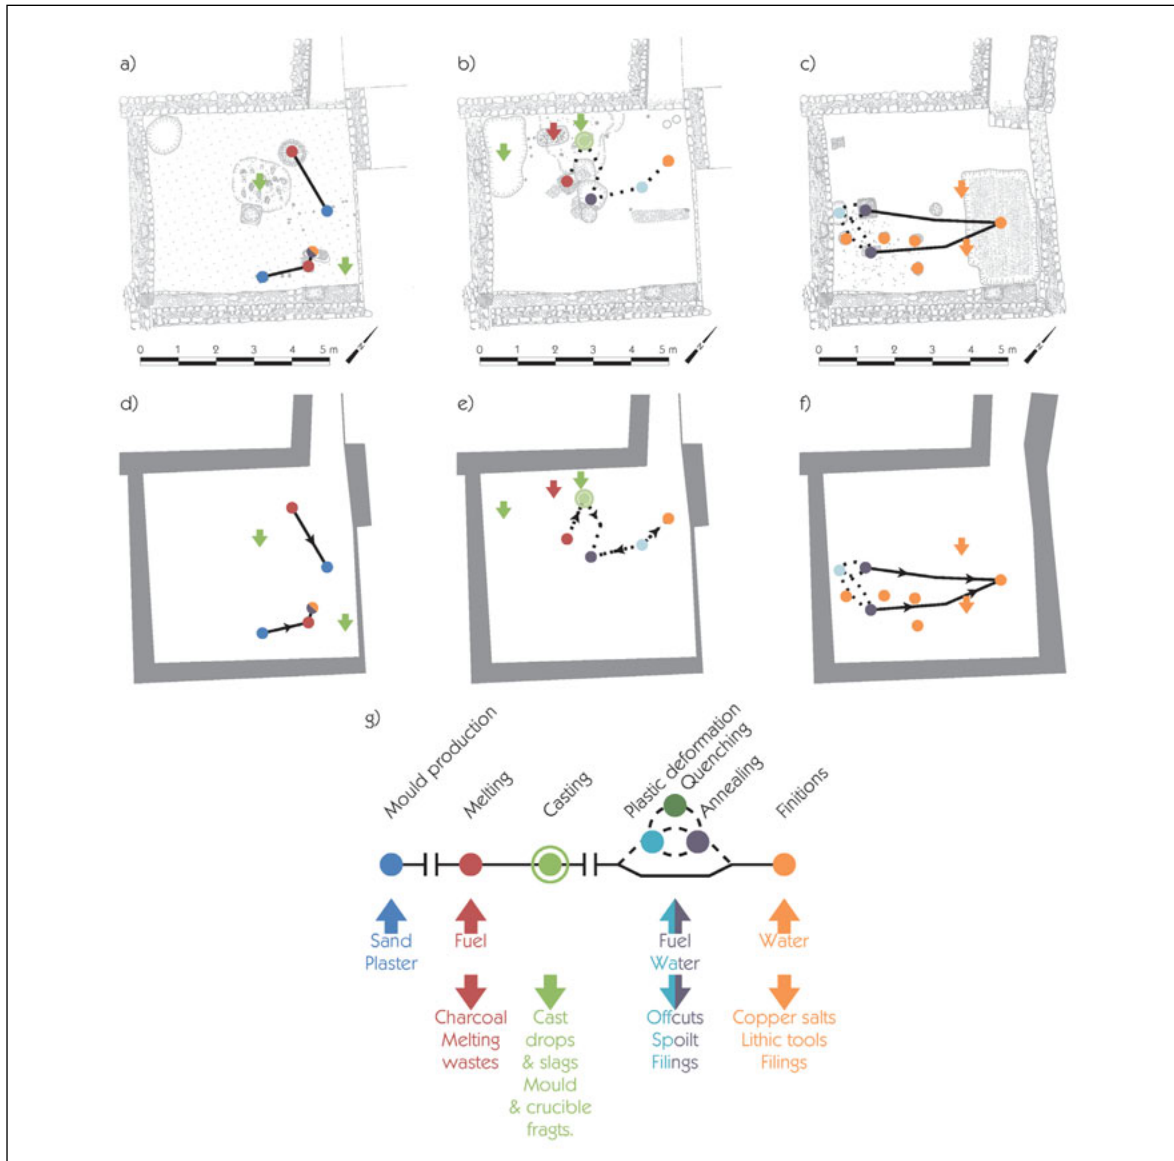 a)
b)
c)
0 1 2 3 4 5 m
N
0 1 2 3 4 5 m
N
0 1 2 3 4 5 m
N
d)
e)
f)
g)
Mould production
Melting
Casting
Plastic deformation
Quenching
Annealing
Finitions
Sand
Plaster
Fuel
Fuel
Water
Water
Charcoal
Melting
wastes
Cast
drops
& slags
Mould
& crucible
fragts.
Offcuts
Spoilt
Filings
Copper salts
Lithic tools
Filings